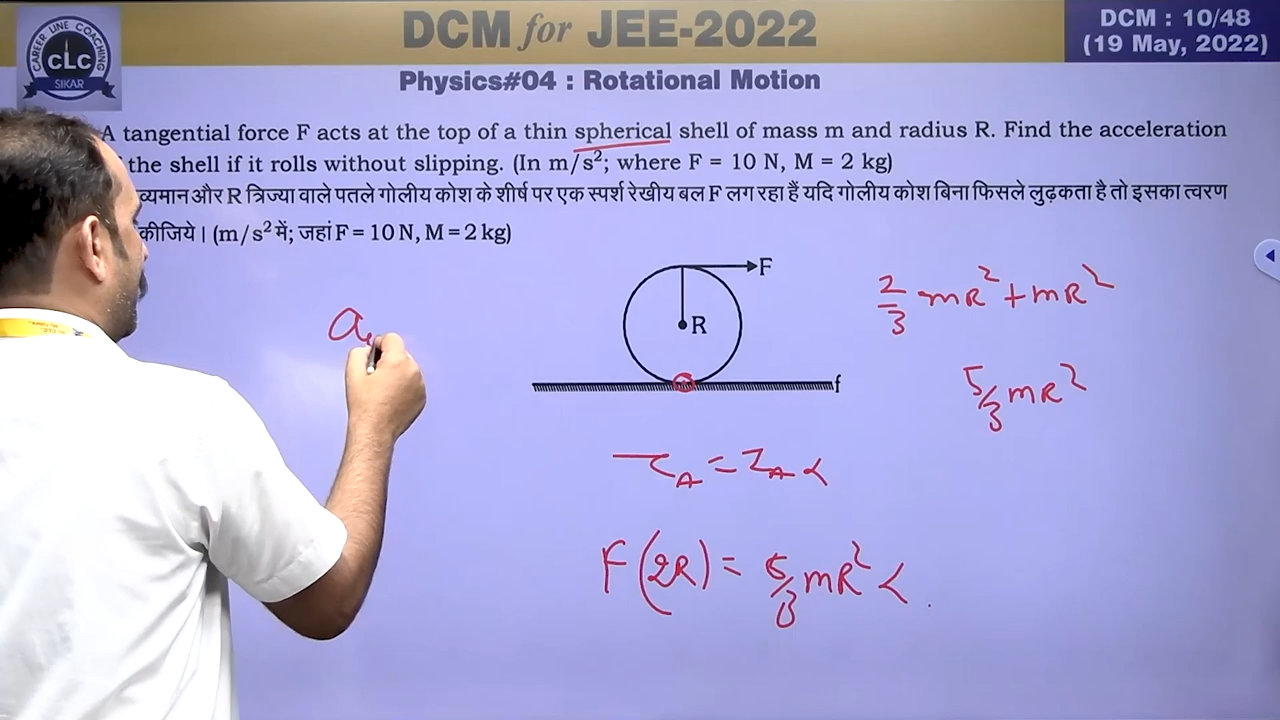 DCM for JEE-2022
DCM : 10/48
(19 May, 2022)
CAREER LINE COACHING
CLC
SIKAR
Physics#04 : Rotational Motion
A tangential force F acts at the top of a thin spherical shell of mass m and radius R. Find the acceleration
the shell if it rolls without slipping. (In m/s²; where F = 10 N, M = 2 kg)
व्यमान और R त्रिज्या वाले पतले गोलीय कोश के शीर्ष पर एक स्पर्श रेखीय बल F लग रहा हैं यदि गोलीय कोश बिना फिसले लुढ़कता है तो इसका त्वरण
कीजिये। (m/s² में; जहां F = 10 N, M = 2 kg)
F
R
f
2/3 mR² + mR²
5/3 mR²
a
τ_A = I_A α
F(2R) = 5/3 mR² α